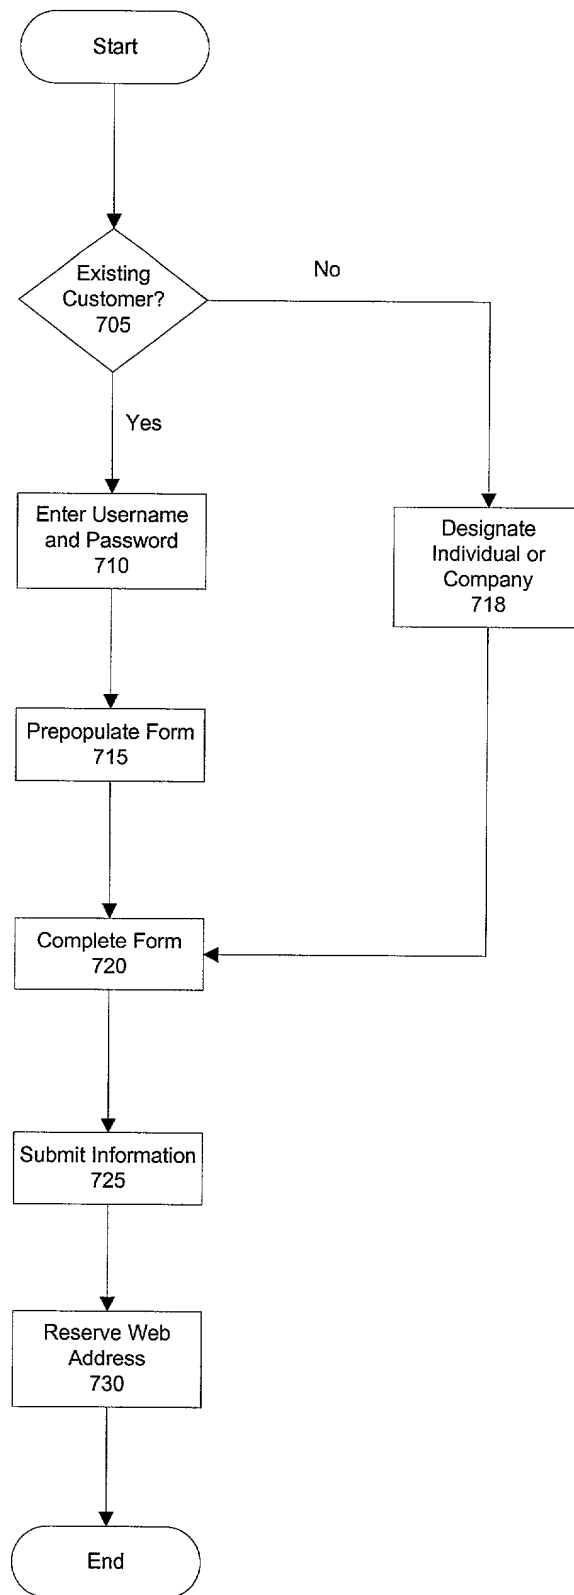 Start
Existing
Customer?
705
No
Yes
Enter Username
and Password
710
Designate
Individual or
Company
718
Prepopulate Form
715
Complete Form
720
Submit Information
725
Reserve Web
Address
730
End